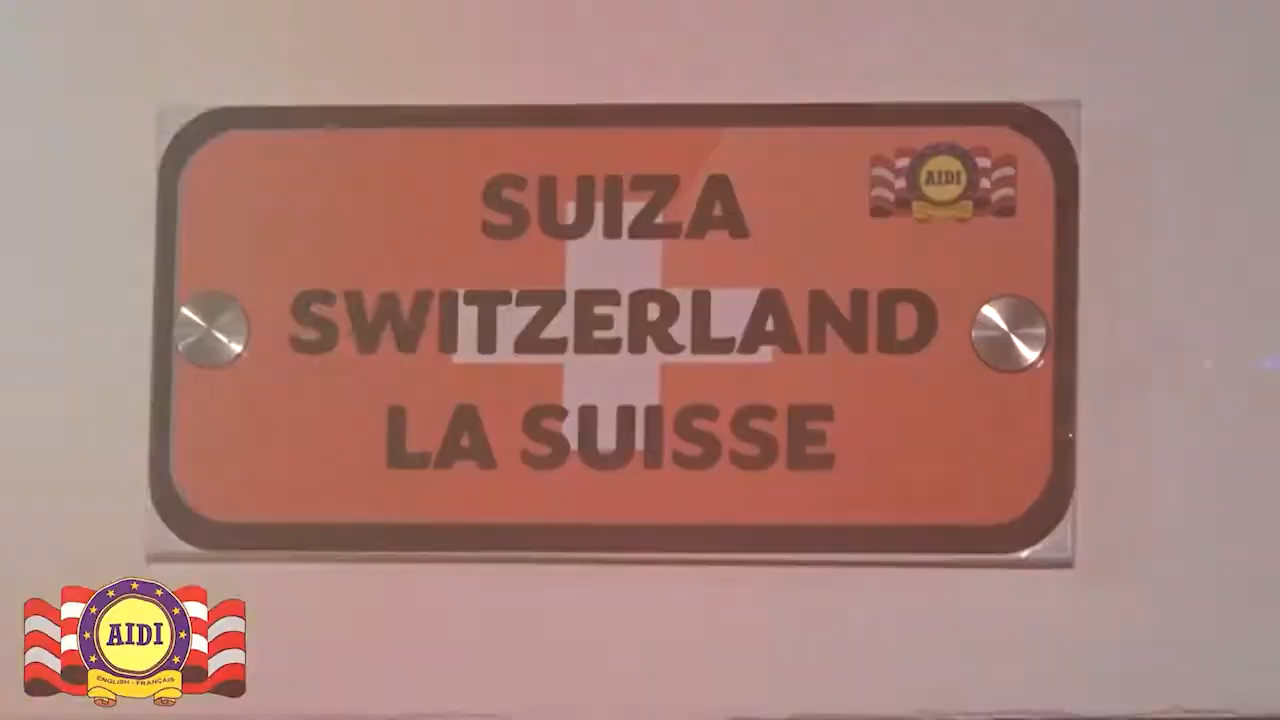 SUIZA
SWITZERLAND
LA SUISSE
AIDI
AIDI
ENGLISH - FRANÇAIS